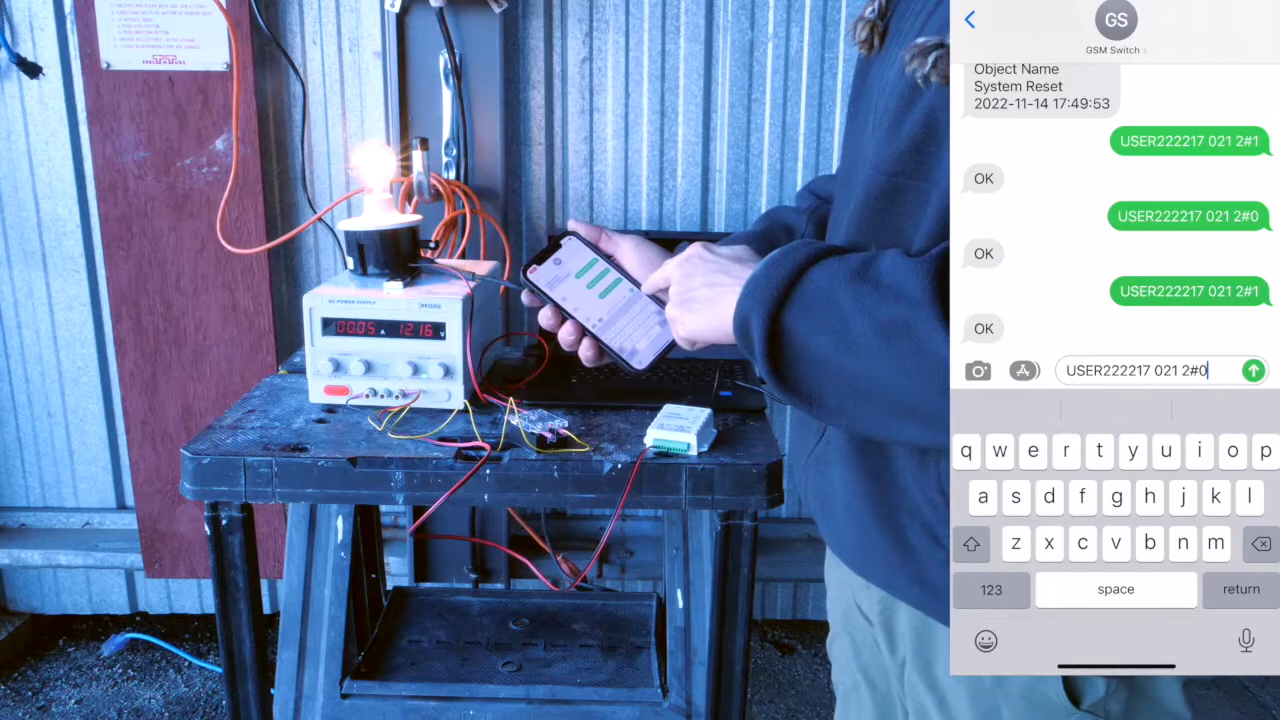 DC POWER SUPPLY
00.05 A 12.16 V
GS
GSM Switch
Object Name
System Reset
2022-11-14 17:49:53
USER222217 021 2#1
OK
USER222217 021 2#0
OK
USER222217 021 2#1
OK
USER222217 021 2#0
q w e r t y u i o p
a s d f g h j k l
z x c v b n m
123 space return